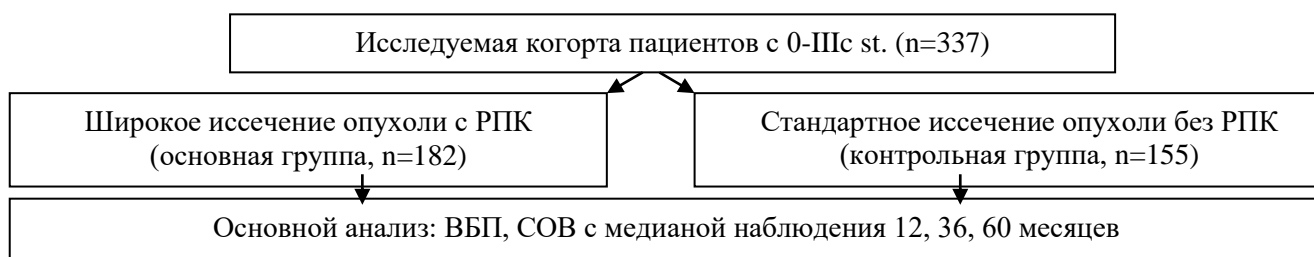 Исследуемая когорта пациентов с 0-IIIc st. (n=337)
Широкое иссечение опухоли с РПК
(основная группа, n=182)
Стандартное иссечение опухоли без РПК
(контрольная группа, n=155)
Основной анализ: ВБП, СОВ с медианой наблюдения 12, 36, 60 месяцев